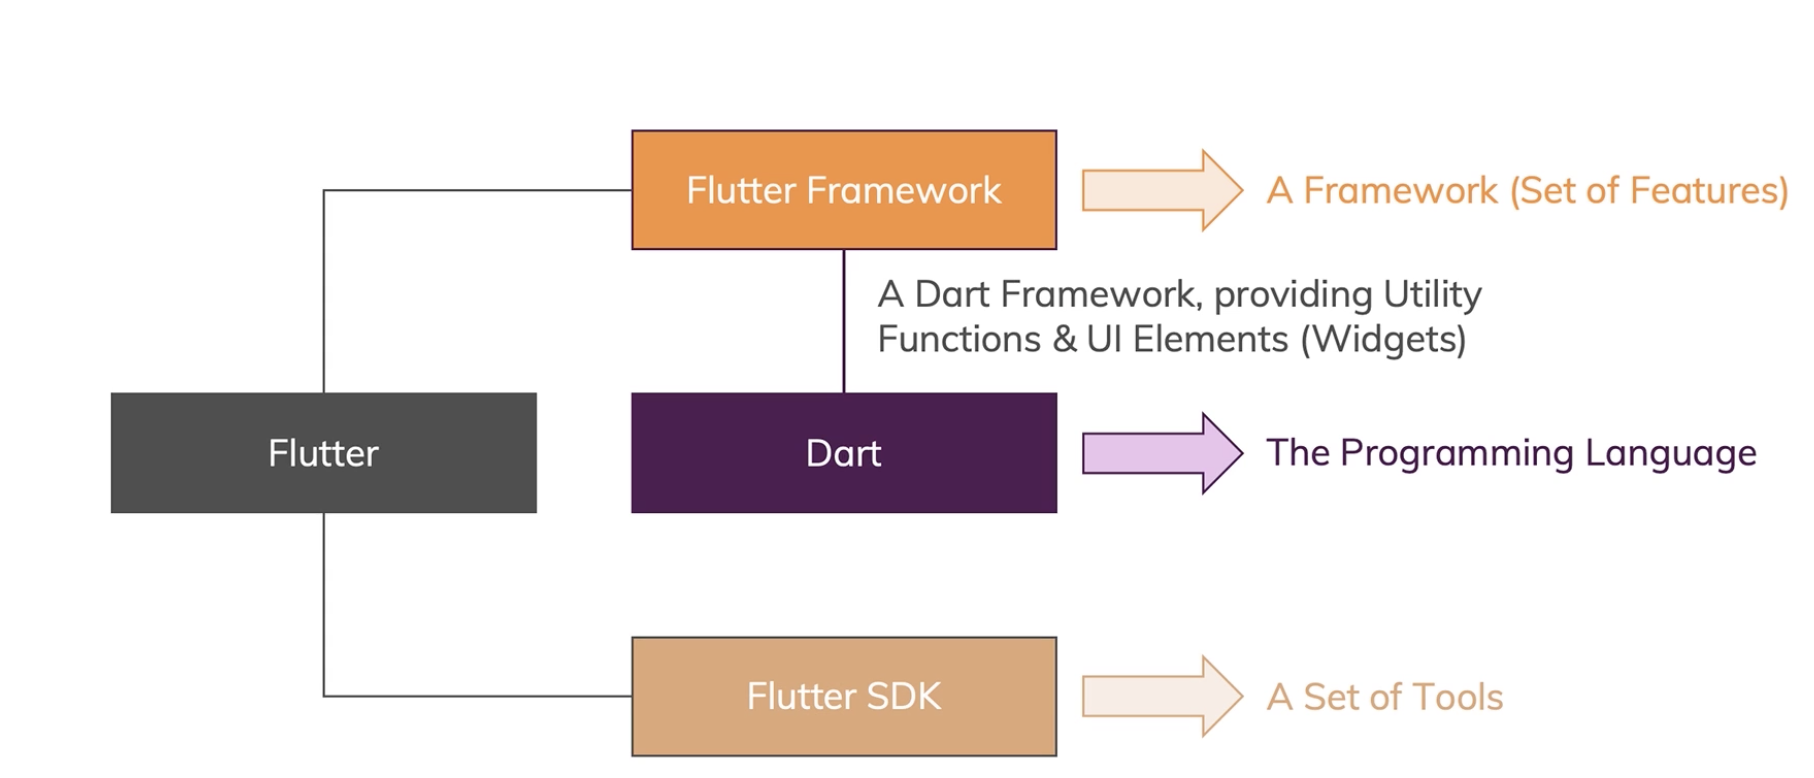 Flutter Framework
A Framework (Set of Features)
A Dart Framework, providing Utility
Functions & UI Elements (Widgets)
Flutter
Dart
The Programming Language
Flutter SDK
A Set of Tools